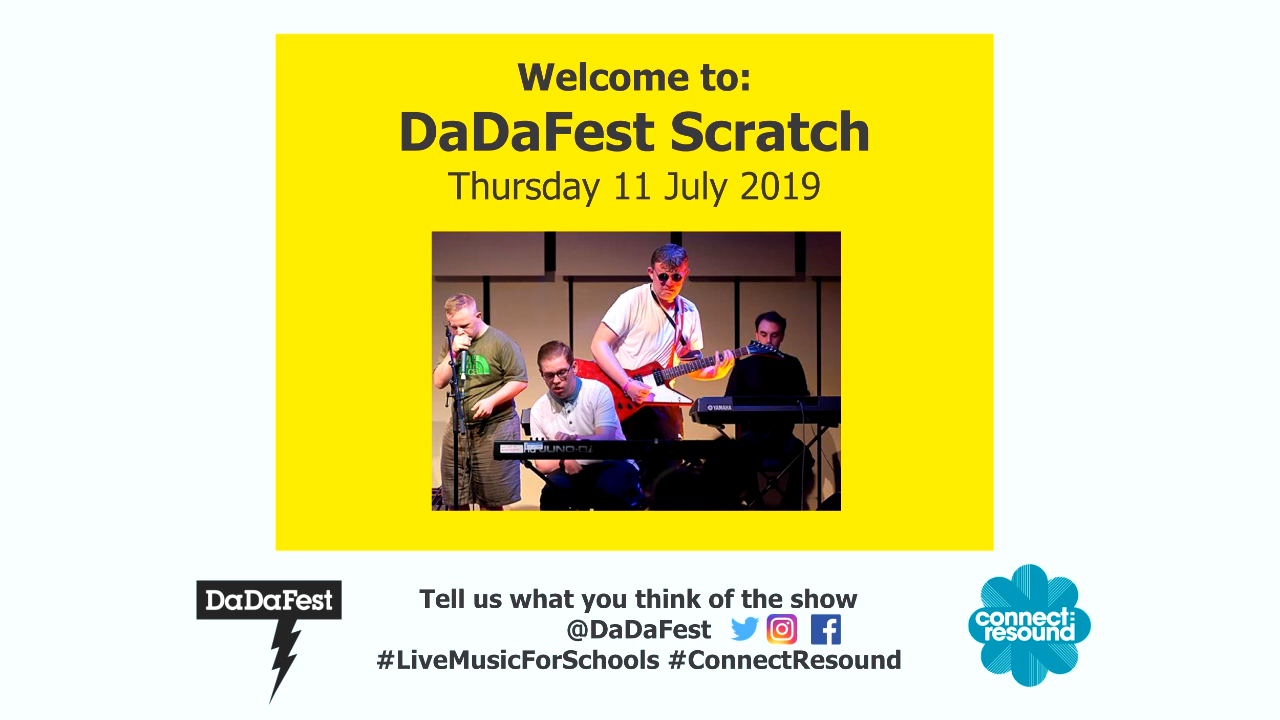 Welcome to:
DaDaFest Scratch
Thursday 11 July 2019
YAMAHA
JUNO-Di
DaDaFest
Tell us what you think of the show
@DaDaFest
#LiveMusicForSchools #ConnectResound
connect:
resound